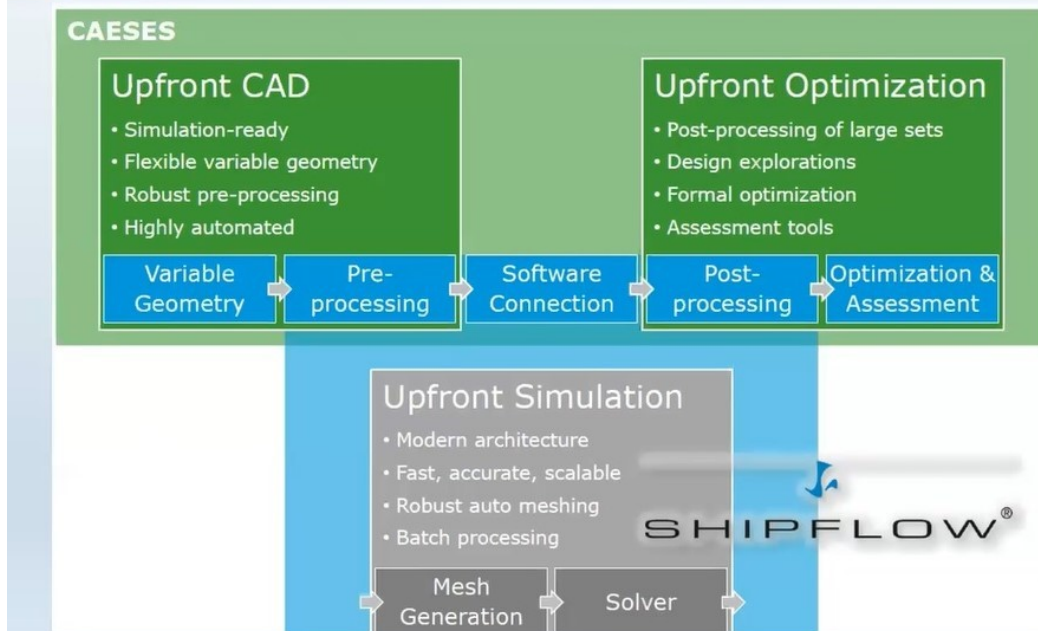 CAESES
Upfront CAD
• Simulation-ready
• Flexible variable geometry
• Robust pre-processing
• Highly automated
Upfront Optimization
• Post-processing of large sets
• Design explorations
• Formal optimization
• Assessment tools
Variable
Geometry
Pre-
processing
Software
Connection
Post-
processing
Optimization &
Assessment
Upfront Simulation
• Modern architecture
• Fast, accurate, scalable
• Robust auto meshing
• Batch processing
SHIPFLOW®
Mesh
Generation
Solver